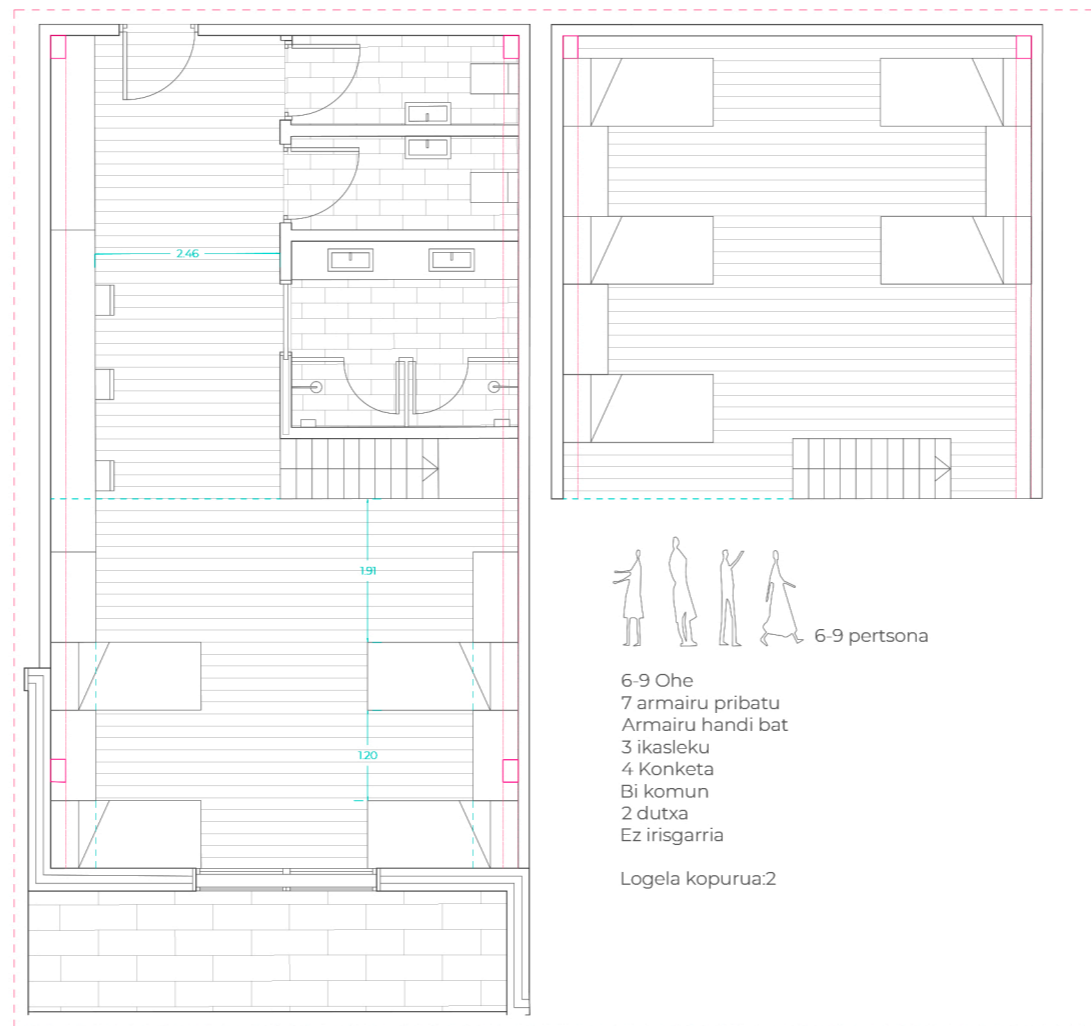 2.46
1.91
1.20
6-9 pertsona
6-9 Ohe
7 armairu pribatu
Armairu handi bat
3 ikasleku
4 Konketa
Bi komun
2 dutxa
Ez irisgarria
Logela kopurua:2